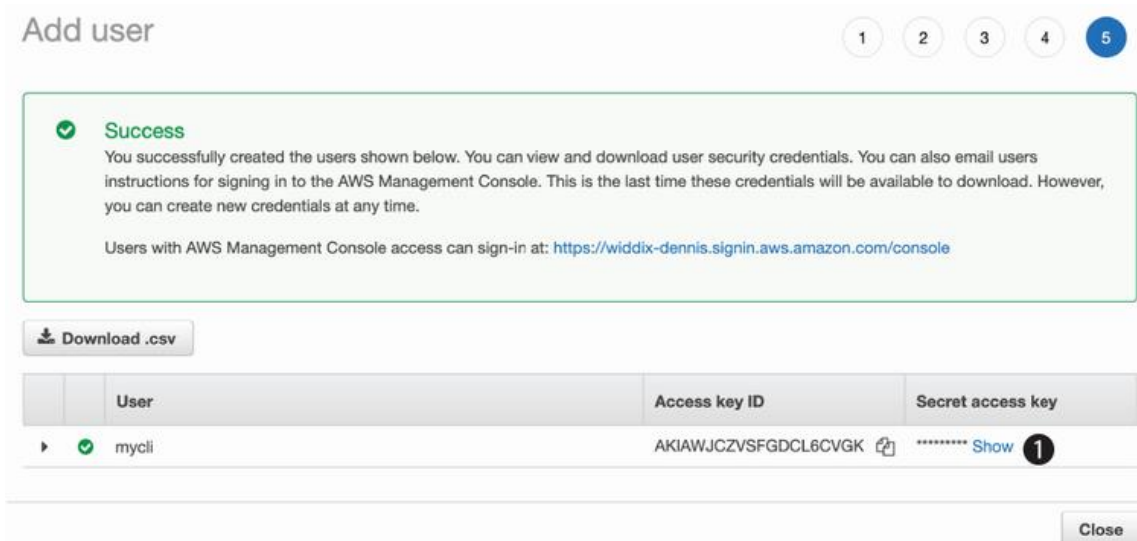 Add user
1 2 3 4 5
Success
You successfully created the users shown below. You can view and download user security credentials. You can also email users
instructions for signing in to the AWS Management Console. This is the last time these credentials will be available to download. However,
you can create new credentials at any time.
Users with AWS Management Console access can sign-in at: https://widdix-dennis.signin.aws.amazon.com/console
Download .csv
User Access key ID Secret access key
mycli AKIAWJCZVSFGDCL6CVGK ********* Show 1
Close